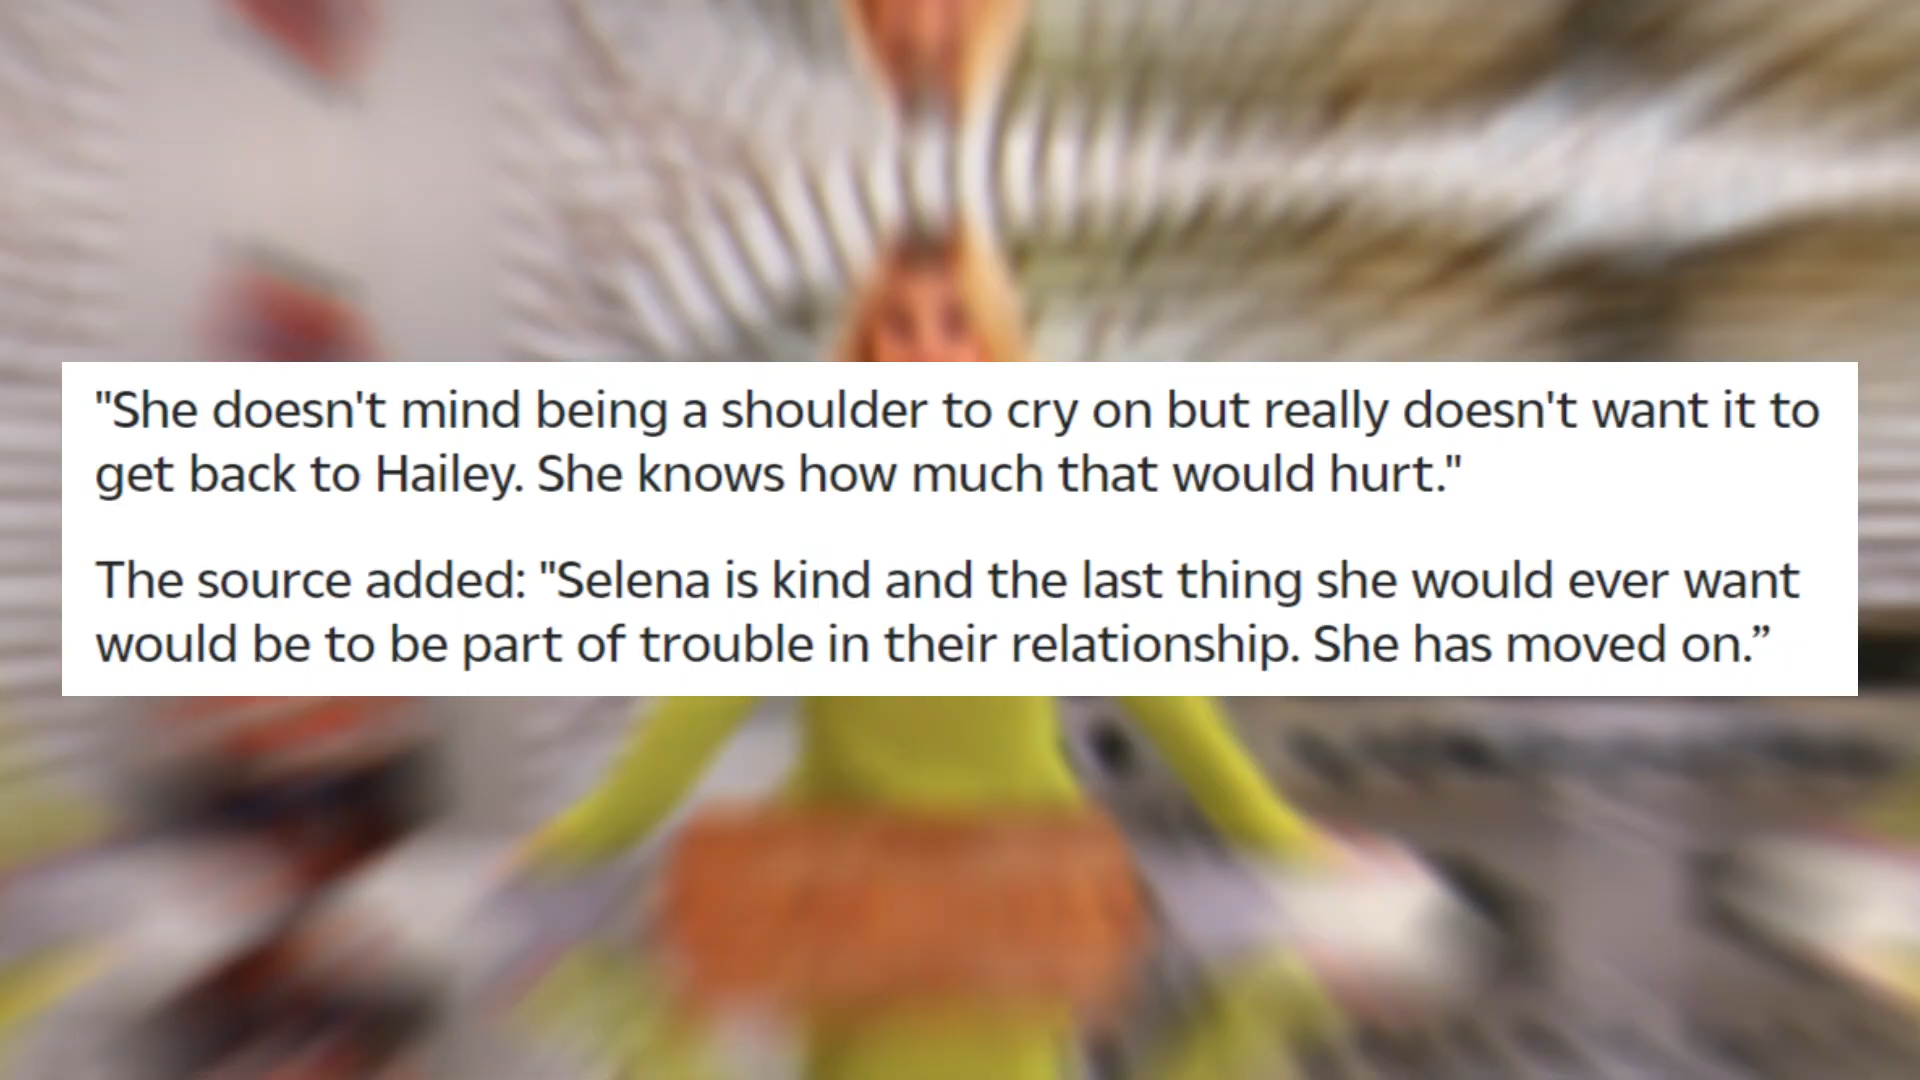 "She doesn't mind being a shoulder to cry on but really doesn't want it to
get back to Hailey. She knows how much that would hurt."
The source added: "Selena is kind and the last thing she would ever want
would be to be part of trouble in their relationship. She has moved on.”